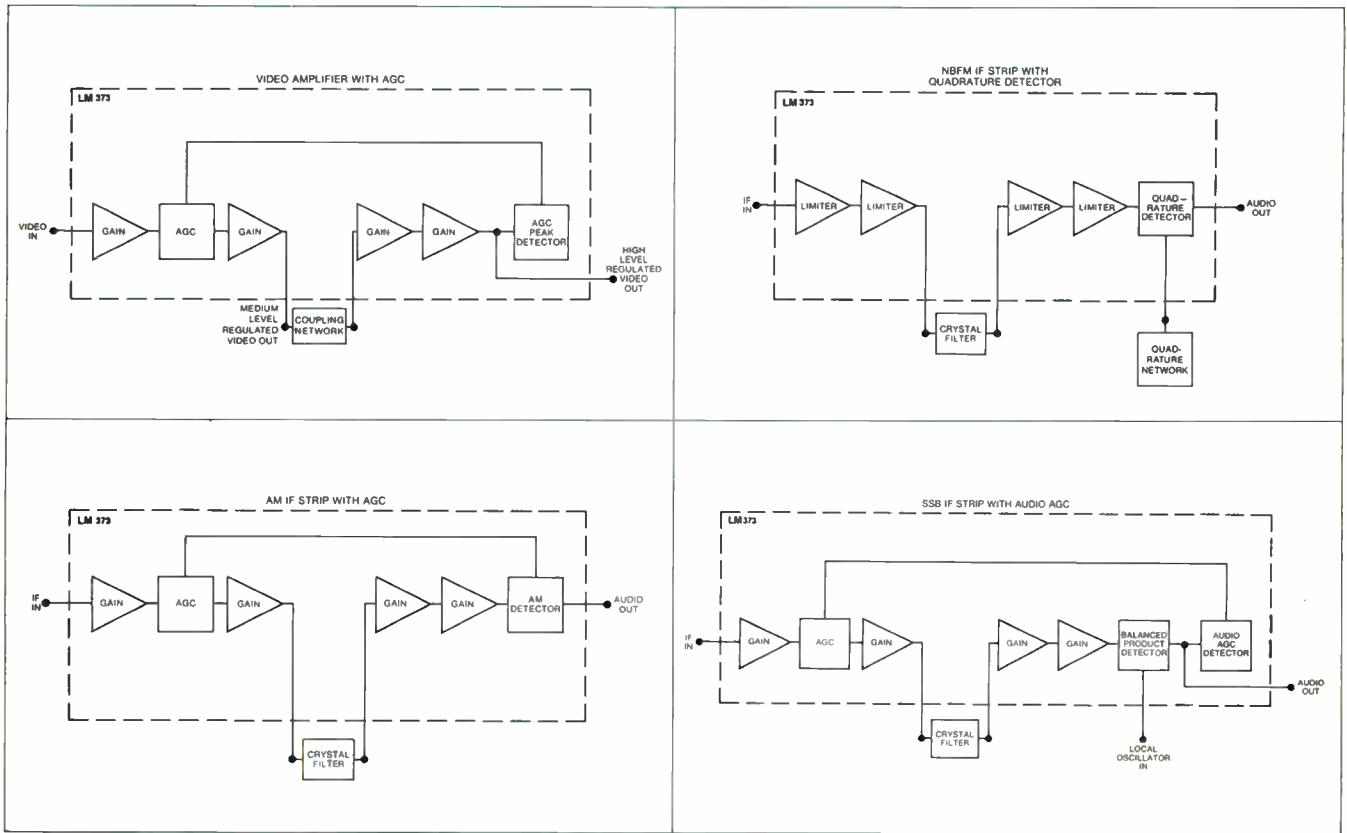 VIDEO AMPLIFIER WITH AGC
LM 373
VIDEO
IN
GAIN
AGC
GAIN
GAIN
GAIN
AGC
PEAK
DETECTOR
HIGH
LEVEL
REGULATED
VIDEO
OUT
MEDIUM
LEVEL
REGULATED
VIDEO OUT
COUPLING
NETWORK
NBFM IF STRIP WITH
QUADRATURE DETECTOR
LM 373
IF
IN
LIMITER
LIMITER
LIMITER
LIMITER
QUAD-
RATURE
DETECTOR
AUDIO
OUT
CRYSTAL
FILTER
QUAD-
RATURE
NETWORK
AM IF STRIP WITH AGC
LM 373
IF
IN
GAIN
AGC
GAIN
GAIN
GAIN
AM
DETECTOR
AUDIO
OUT
CRYSTAL
FILTER
SSB IF STRIP WITH AUDIO AGC
LM 373
IF
IN
GAIN
AGC
GAIN
GAIN
GAIN
BALANCED
PRODUCT
DETECTOR
AUDIO
AGC
DETECTOR
AUDIO
OUT
CRYSTAL
FILTER
LOCAL
OSCILLATOR
IN